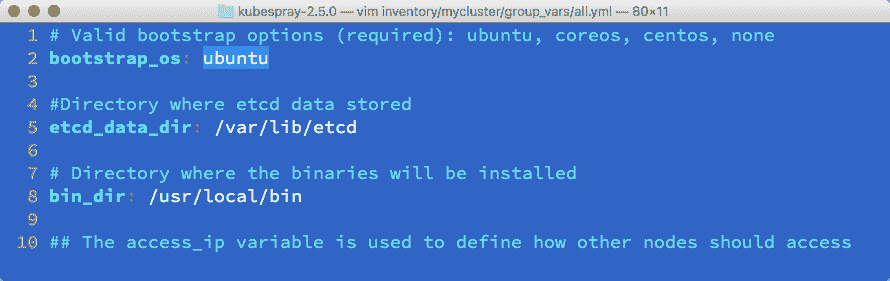 kubespray-2.5.0 — vim inventory/mycluster/group_vars/all.yml — 80×11
1 # Valid bootstrap options (required): ubuntu, coreos, centos, none
2 bootstrap_os: ubuntu
3
4 #Directory where etcd data stored
5 etcd_data_dir: /var/lib/etcd
6
7 # Directory where the binaries will be installed
8 bin_dir: /usr/local/bin
9
10 ## The access_ip variable is used to define how other nodes should access